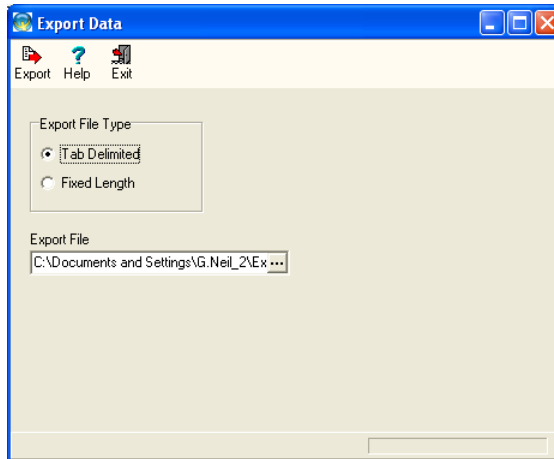 Export Data
Export Help Exit
Export File Type
Tab Delimited
Fixed Length
Export File
C:\Documents and Settings\G.Neil_2\Ex ...